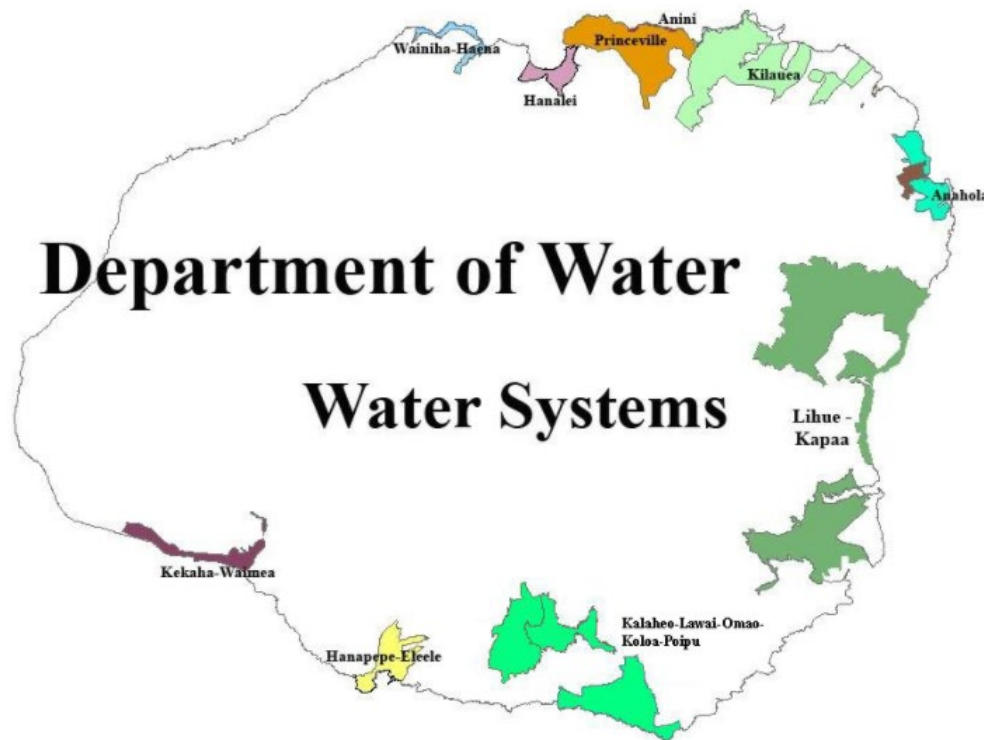 Anini
Wainiha-Haena
Princeville
Kilauea
Hanalei
Anahola
Department of Water
Water Systems
Lihue -
Kapaa
Kekaha-Waimea
Kalaheo-Lawai-Omao-
Koloa-Poipu
Hanapepe-Eleele